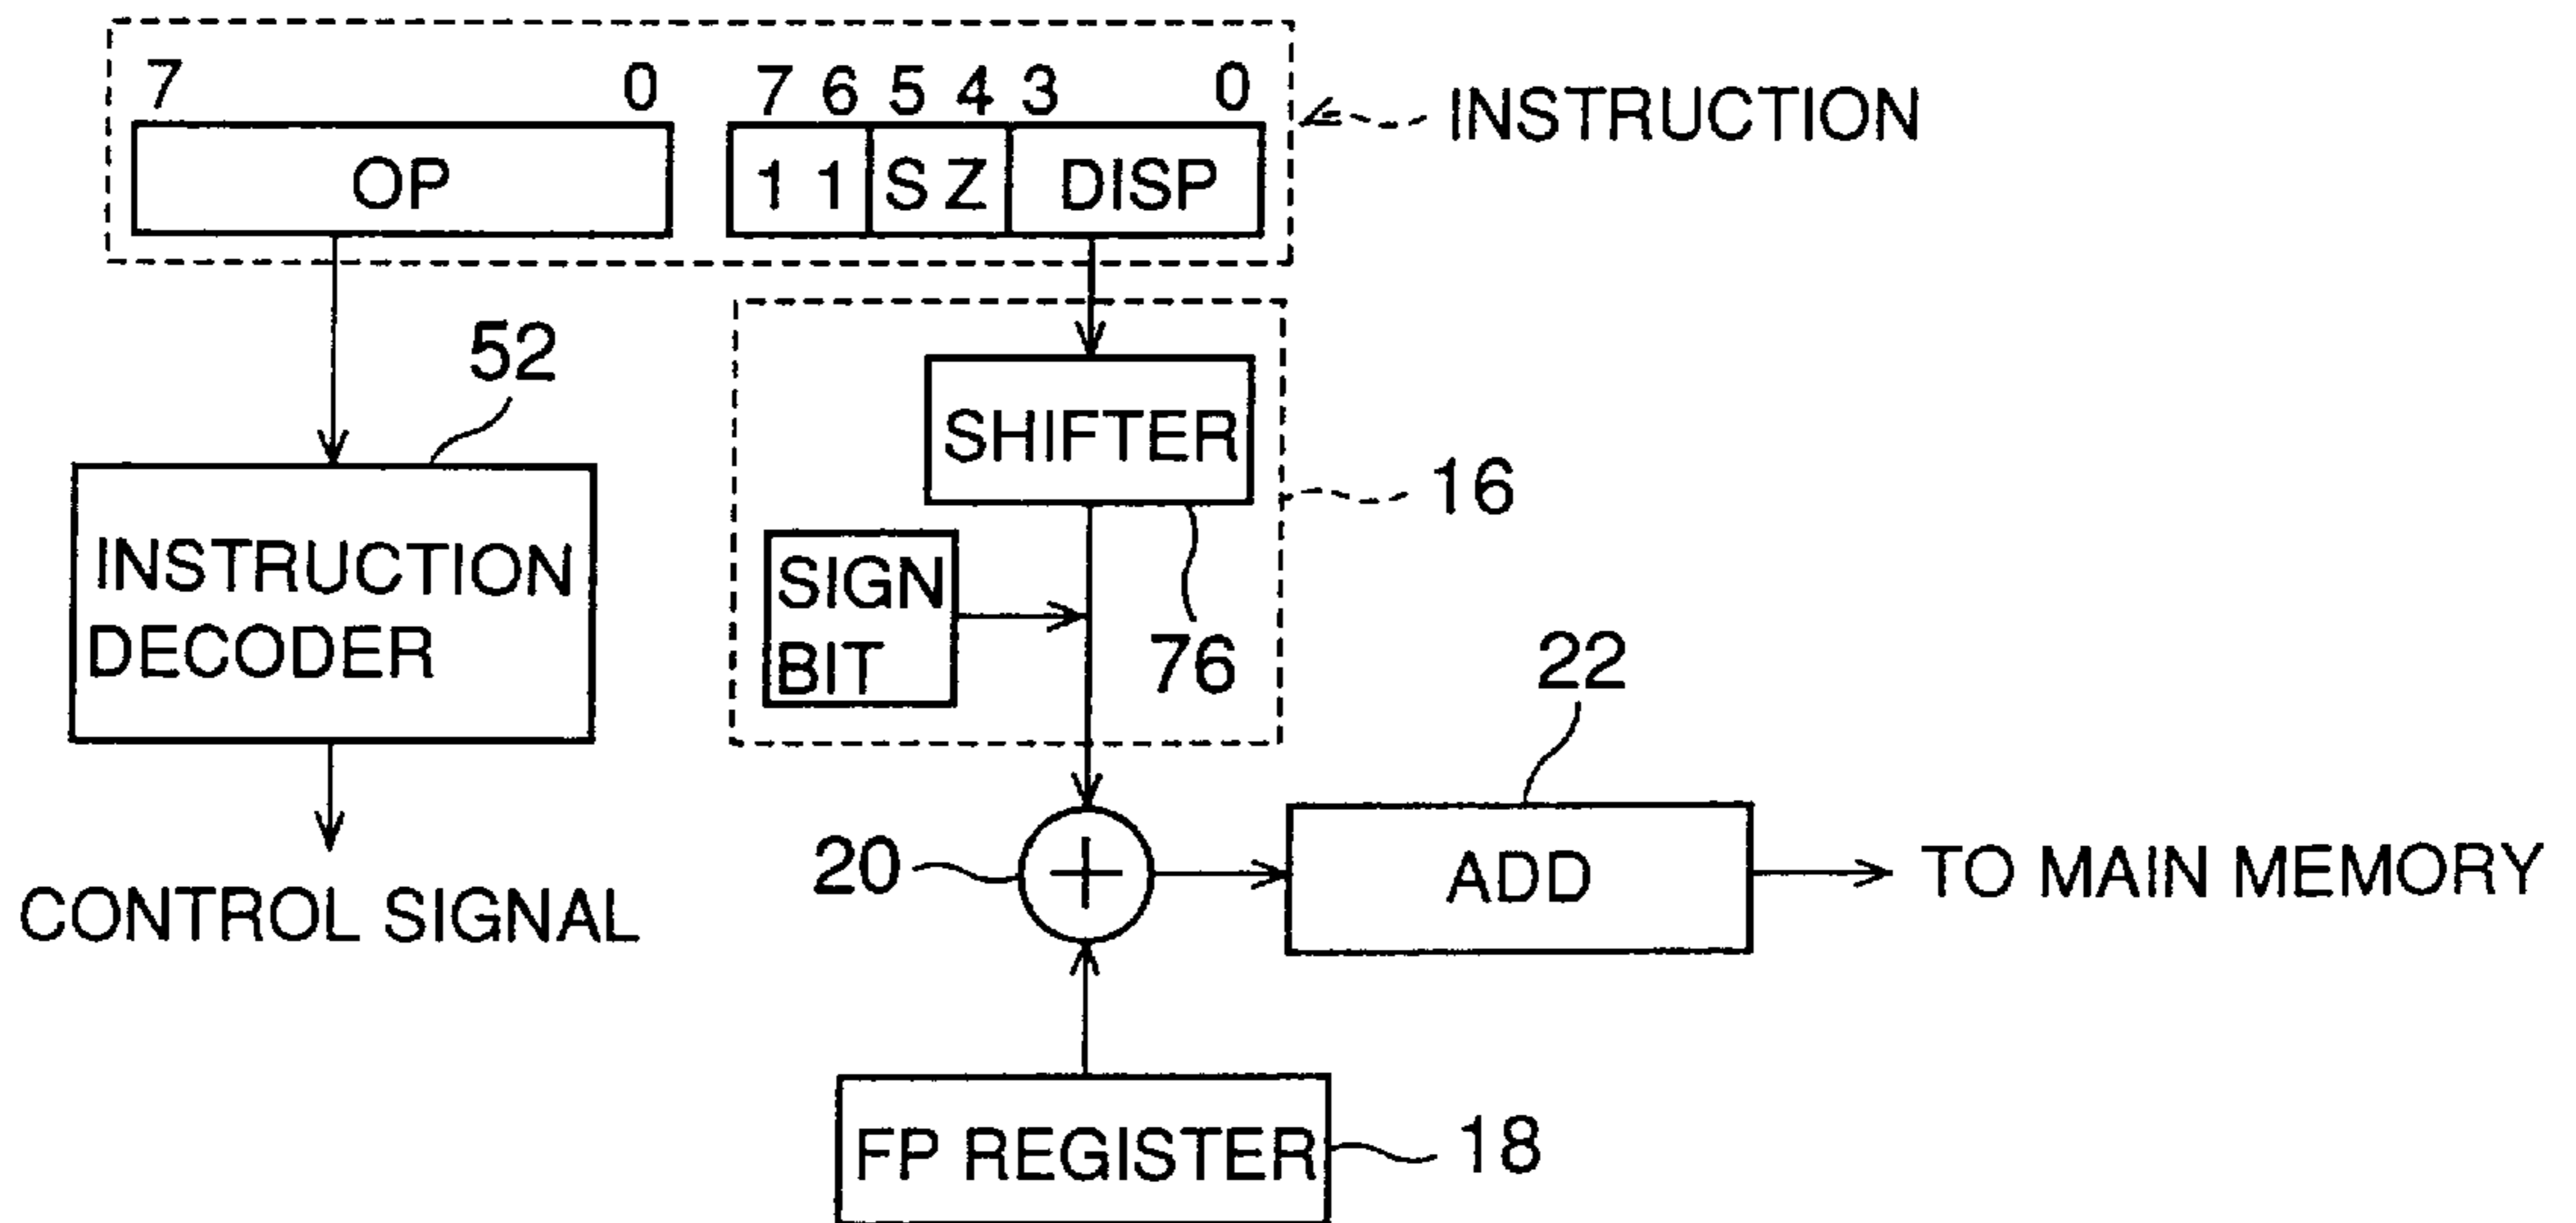 7 0 7 6 5 4 3 0
OP 1 1 S Z DISP
INSTRUCTION
52
SHIFTER
16
INSTRUCTION
DECODER
SIGN
BIT
76
22
20
+
ADD
TO MAIN MEMORY
CONTROL SIGNAL
FP REGISTER
18